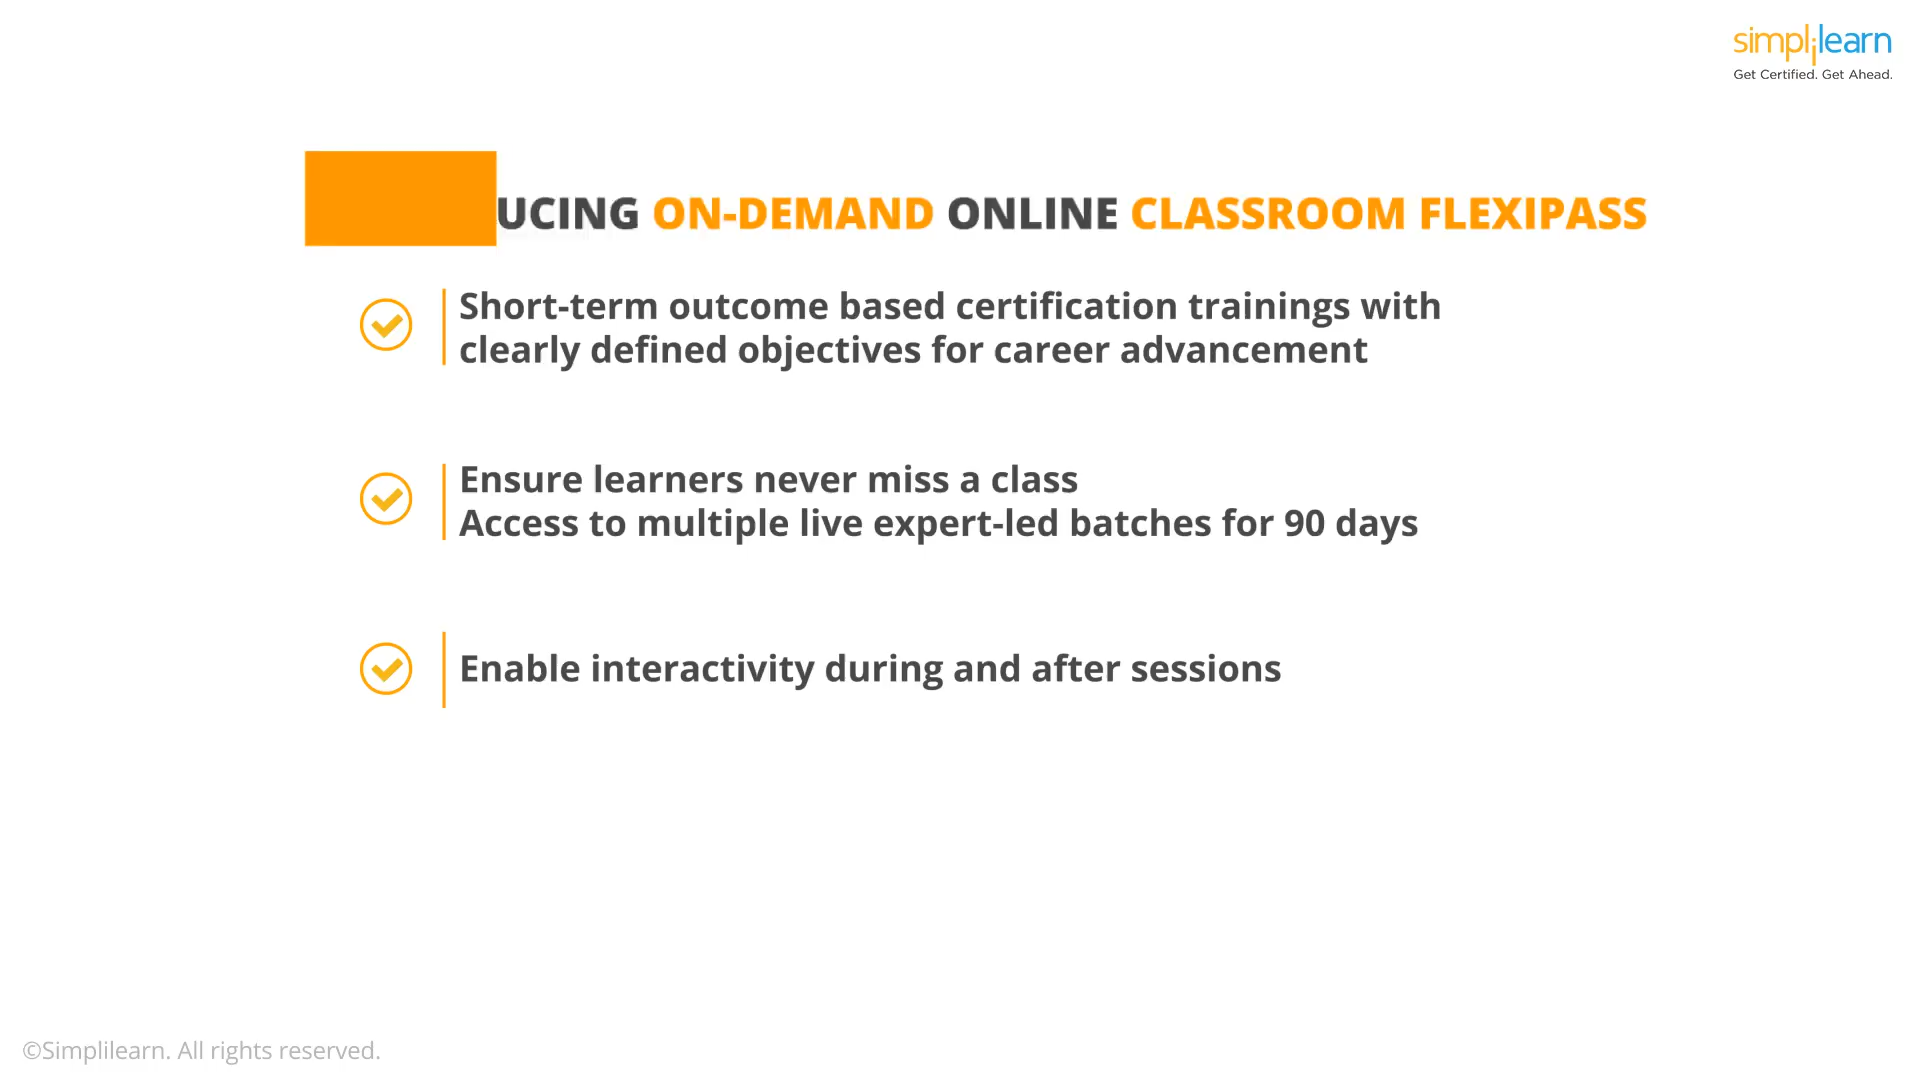 simplilearn
Get Certified. Get Ahead.
UCING ON-DEMAND ONLINE CLASSROOM FLEXIPASS
Short-term outcome based certification trainings with
clearly defined objectives for career advancement
Ensure learners never miss a class
Access to multiple live expert-led batches for 90 days
Enable interactivity during and after sessions
©Simplilearn. All rights reserved.